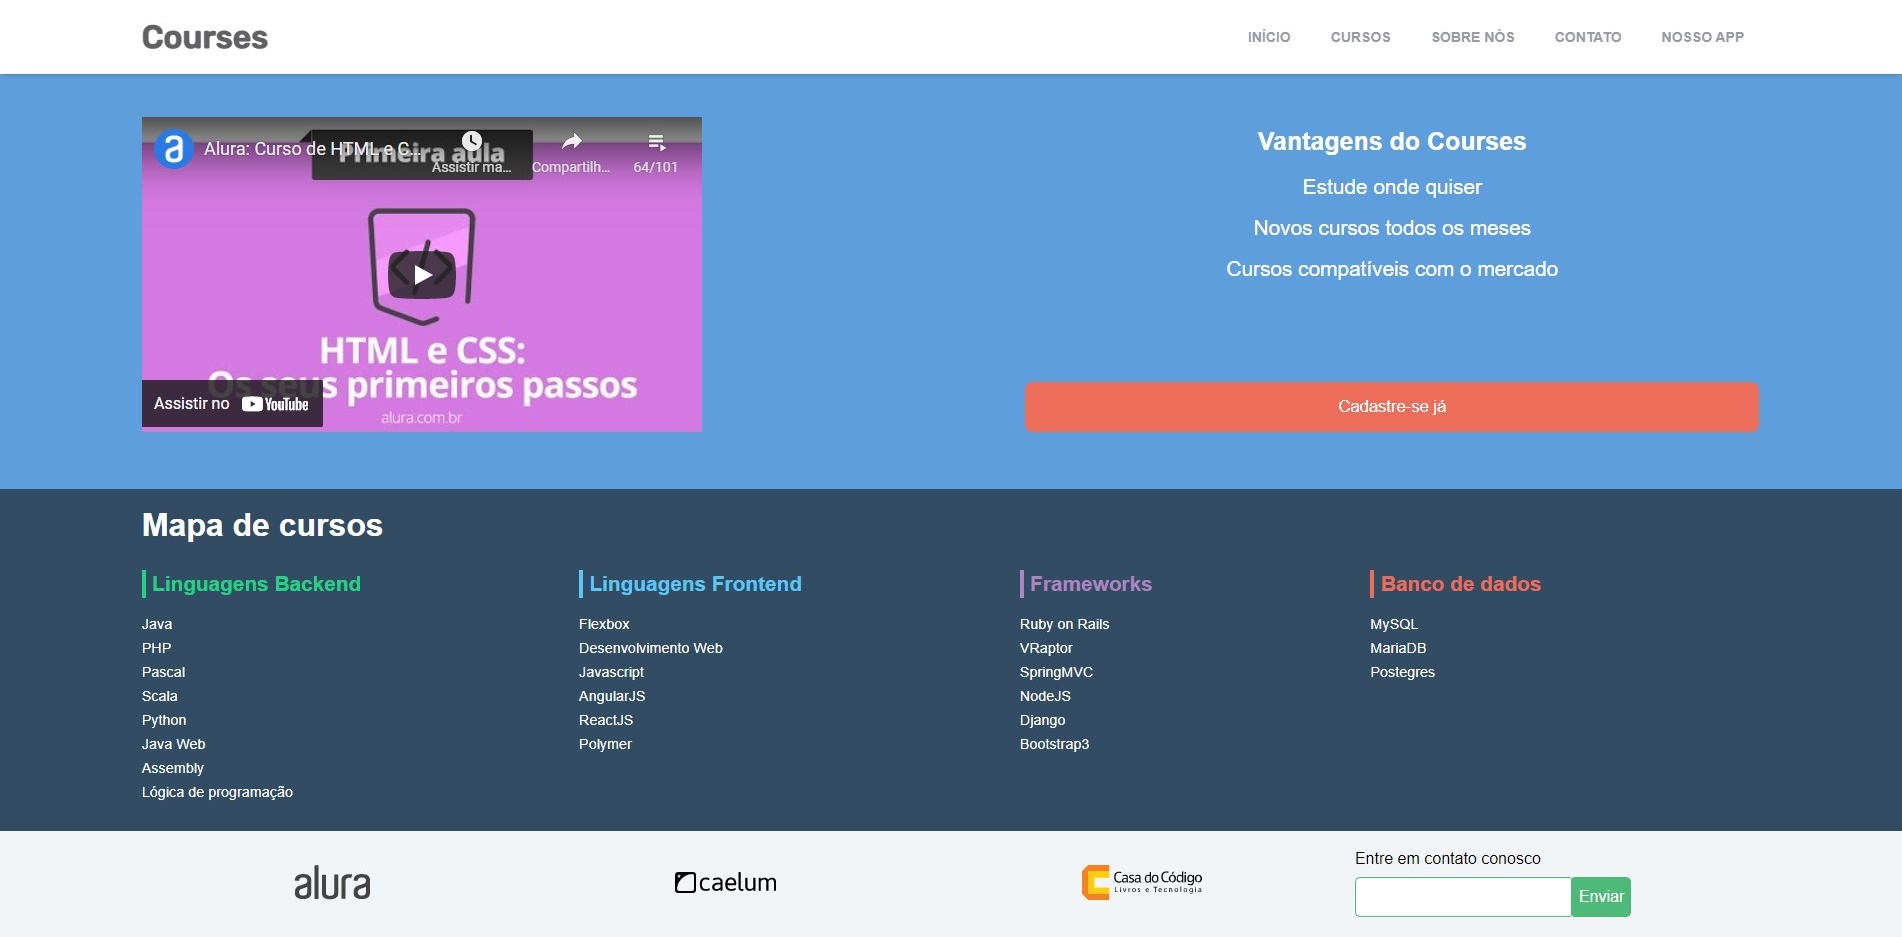 Courses
INÍCIO CURSOS SOBRE NÓS CONTATO NOSSO APP
Alura: Curso de HTML e C...
Primeira aula
Assistir ma... Compartilh... 64/101
HTML e CSS:
Os seus primeiros passos
alura.com.br
Assistir no YouTube
Vantagens do Courses
Estude onde quiser
Novos cursos todos os meses
Cursos compatíveis com o mercado
Cadastre-se já
Mapa de cursos
Linguagens Backend
Java
PHP
Pascal
Scala
Python
Java Web
Assembly
Lógica de programação
Linguagens Frontend
Flexbox
Desenvolvimento Web
Javascript
AngularJS
ReactJS
Polymer
Frameworks
Ruby on Rails
VRaptor
SpringMVC
NodeJS
Django
Bootstrap3
Banco de dados
MySQL
MariaDB
Postegres
alura
caelum
Casa do Código
Livros e Tecnologia
Entre em contato conosco
Enviar